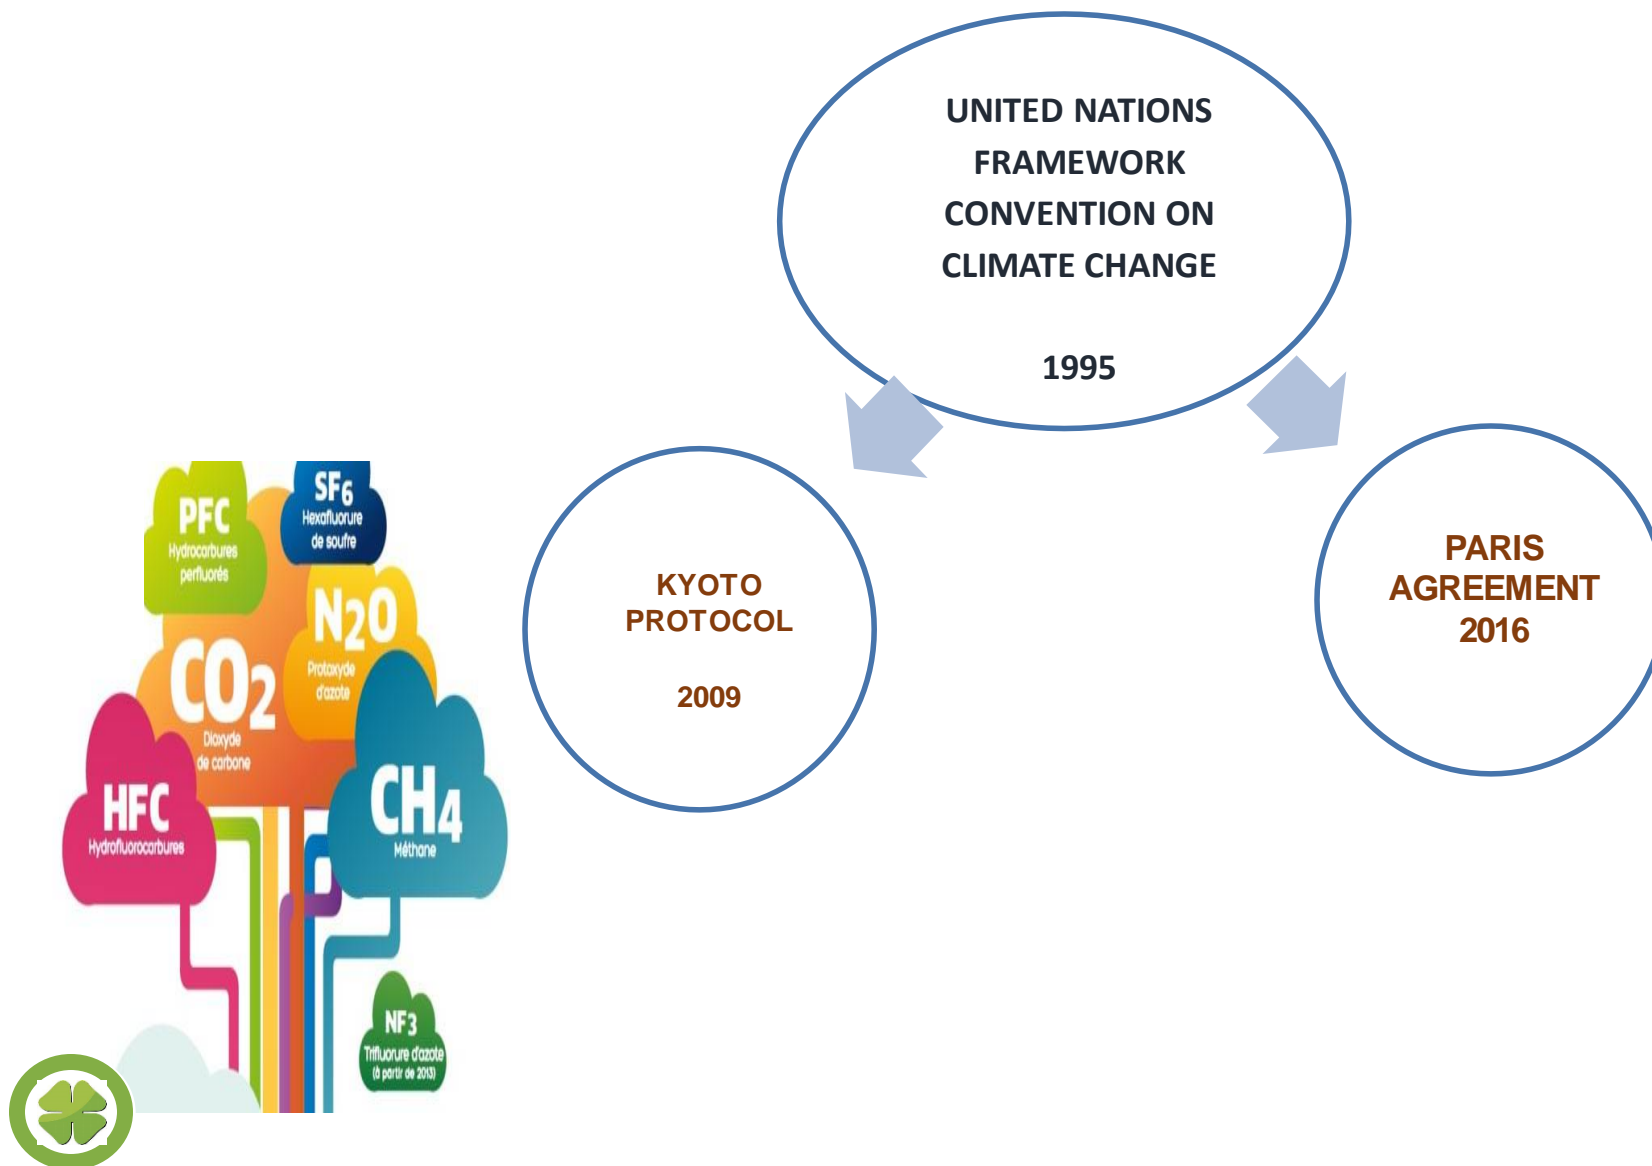 UNITED NATIONS
FRAMEWORK
CONVENTION ON
CLIMATE CHANGE
1995
KYOTO
PROTOCOL
2009
PARIS
AGREEMENT
2016
PFC
Hydrocarbures
perfluorés
SF6
Hexafluorure
de soufre
N2O
Protoxyde
d'azote
CO2
Dioxyde
de carbone
HFC
Hydrofluorocarbures
CH4
Méthane
NF3
Trifluorure d'azote
(à partir de 2013)